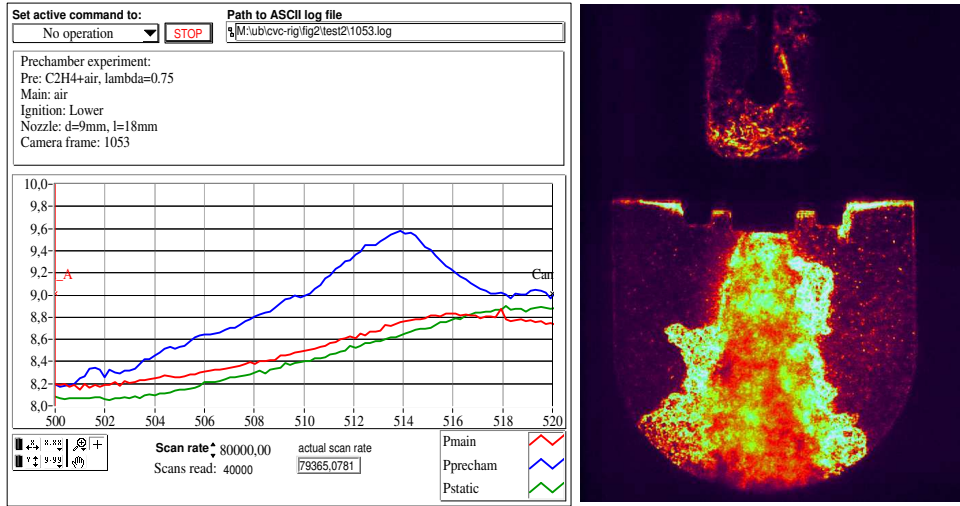 Set active command to:
No operation
STOP
Path to ASCII log file
M:\ub\cvc-rig\fig2\test2\1053.log
Prechamber experiment:
Pre: C2H4+air, lambda=0.75
Main: air
Ignition: Lower
Nozzle: d=9mm, l=18mm
Camera frame: 1053
10,0
9,8
9,6
9,4
9,2
9,0
8,8
8,6
8,4
8,2
8,0
_A
Can
500 502 504 506 508 510 512 514 516 518 520
Scan rate 80000,00
Scans read: 40000
actual scan rate
79365,0781
Pmain
Pprecham
Pstatic